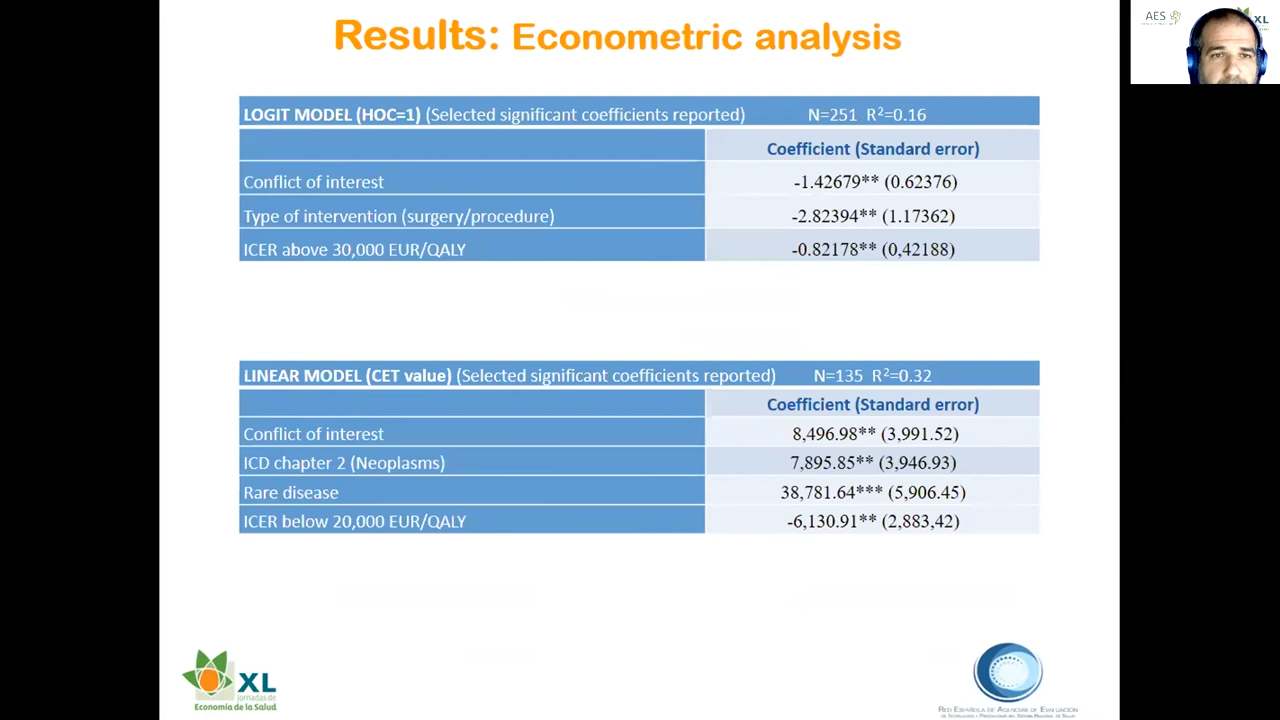 AES
XL
Results: Econometric analysis
LOGIT MODEL (HOC=1) (Selected significant coefficients reported) N=251 R²=0.16
Coefficient (Standard error)
Conflict of interest -1.42679** (0.62376)
Type of intervention (surgery/procedure) -2.82394** (1.17362)
ICER above 30,000 EUR/QALY -0.82178** (0,42188)
LINEAR MODEL (CET value) (Selected significant coefficients reported) N=135 R²=0.32
Coefficient (Standard error)
Conflict of interest 8,496.98** (3,991.52)
ICD chapter 2 (Neoplasms) 7,895.85** (3,946.93)
Rare disease 38,781.64*** (5,906.45)
ICER below 20,000 EUR/QALY -6,130.91** (2,883,42)
XL
Jornadas de
Economía de la Salud
RED ESPAÑOLA DE AGENCIAS DE EVALUACIÓN
DE TECNOLOGÍAS Y PRESTACIONES DEL SISTEMA NACIONAL DE SALUD